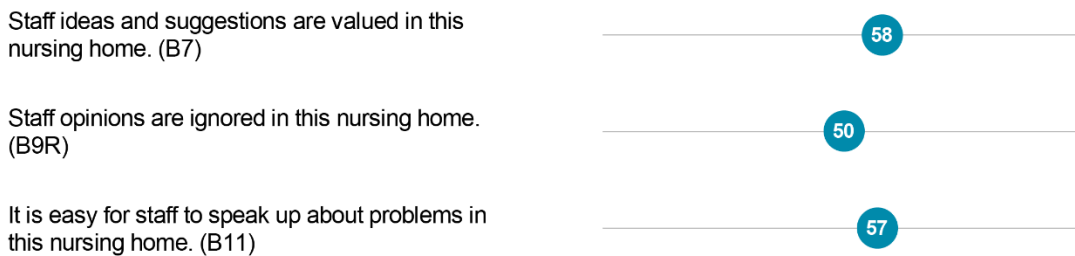 Staff ideas and suggestions are valued in this
nursing home. (B7)
58
Staff opinions are ignored in this nursing home.
(B9R)
50
It is easy for staff to speak up about problems in
this nursing home. (B11)
57